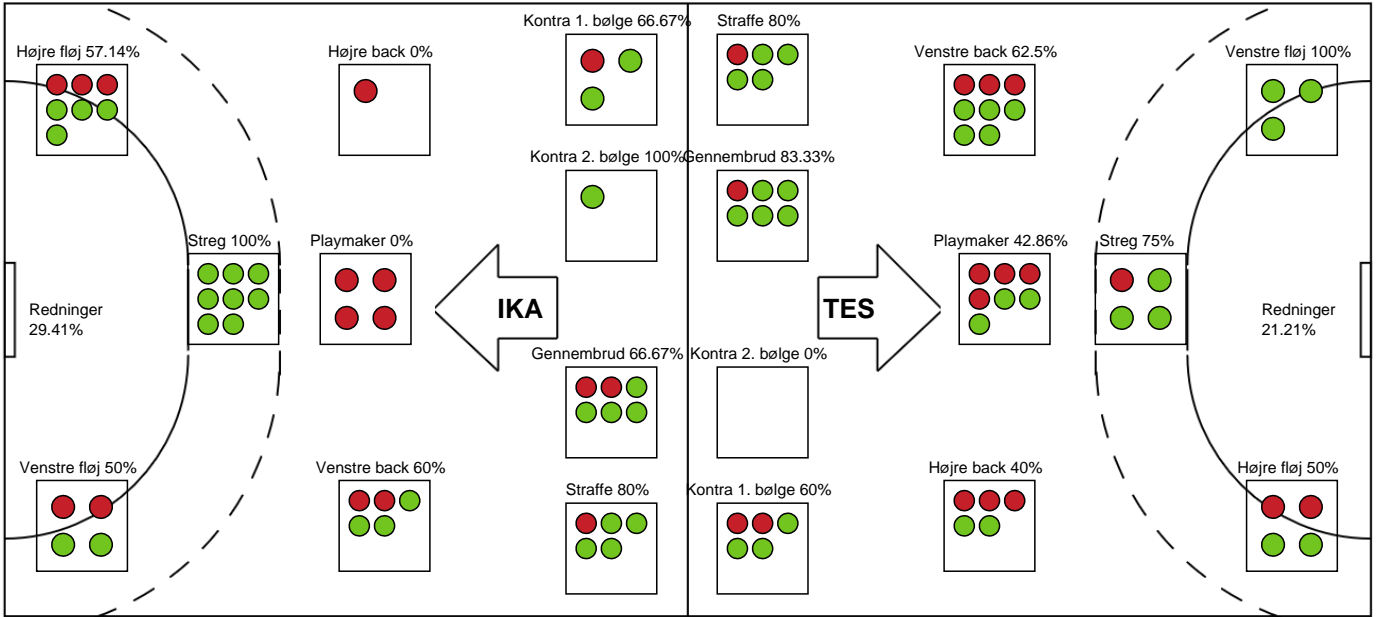 Kontra 1. bølge 66.67%
Straffe 80%
Højre fløj 57.14%
Højre back 0%
Venstre back 62.5%
Venstre fløj 100%
Kontra 2. bølge 100%
Gennembrud 83.33%
Streg 100%
Playmaker 0%
Playmaker 42.86%
Streg 75%
Redninger
29.41%
IKA
TES
Redninger
21.21%
Gennembrud 66.67%
Kontra 2. bølge 0%
Venstre fløj 50%
Venstre back 60%
Højre back 40%
Højre fløj 50%
Straffe 80%
Kontra 1. bølge 60%